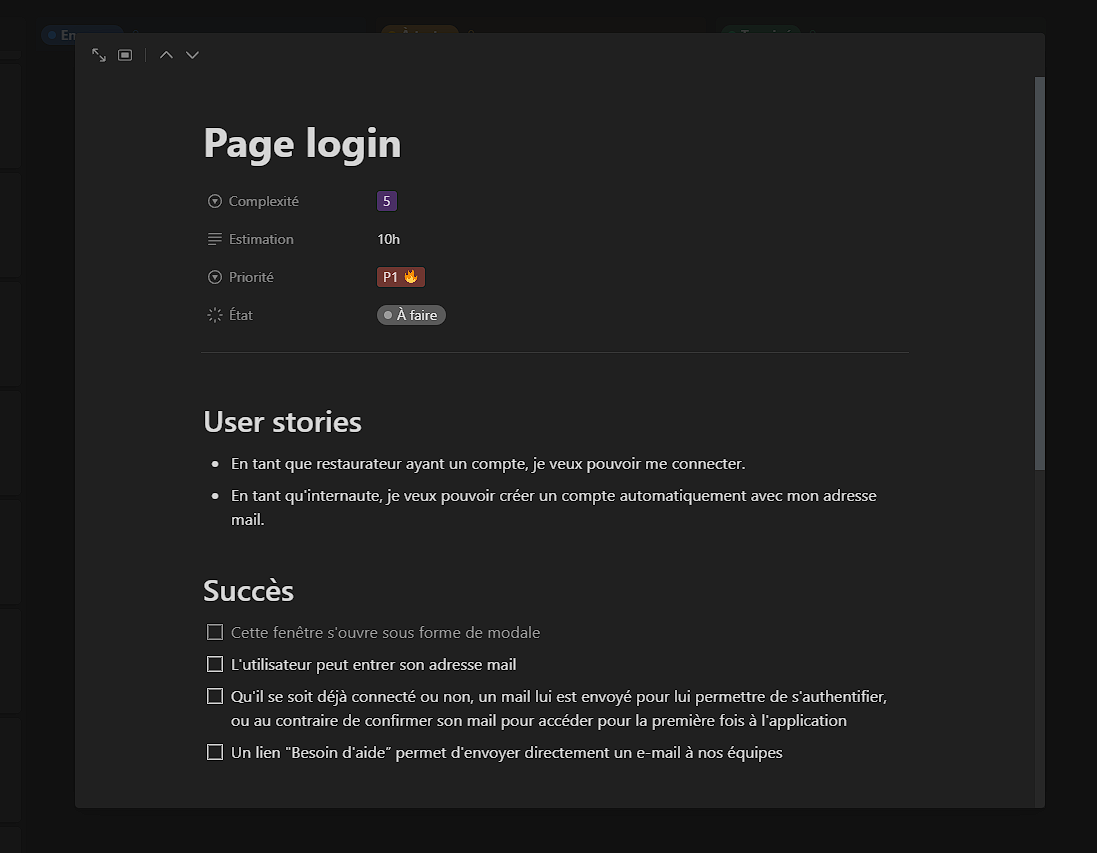 Page login
Complexité 5
Estimation 10h
Priorité P1 🔥
État À faire
User stories
• En tant que restaurateur ayant un compte, je veux pouvoir me connecter.
• En tant qu'internaute, je veux pouvoir créer un compte automatiquement avec mon adresse
mail.
Succès
Cette fenêtre s'ouvre sous forme de modale
L'utilisateur peut entrer son adresse mail
Qu'il se soit déjà connecté ou non, un mail lui est envoyé pour lui permettre de s'authentifier,
ou au contraire de confirmer son mail pour accéder pour la première fois à l'application
Un lien "Besoin d'aide” permet d'envoyer directement un e-mail à nos équipes